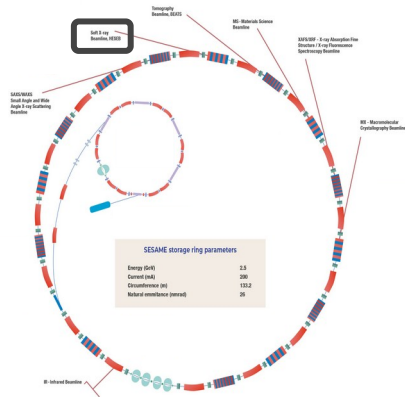 Tomography
Beamline, BEATS
Soft X-ray
Beamline, HESEB
MS - Materials Science
Beamline
XAFS/XRF - X-ray Absorption Fine
Structure / X-ray Fluorescence
Spectroscopy Beamline
SAXS/WAXS
Small Angle and Wide
Angle X-ray Scattering
Beamline
MX - Macromolecular
Crystallography Beamline
SESAME storage ring parameters
Energy (GeV) 2.5
Current (mA) 200
Circumference (m) 133.2
Natural emmitance (nmrad) 26
IR - Infrared Beamline